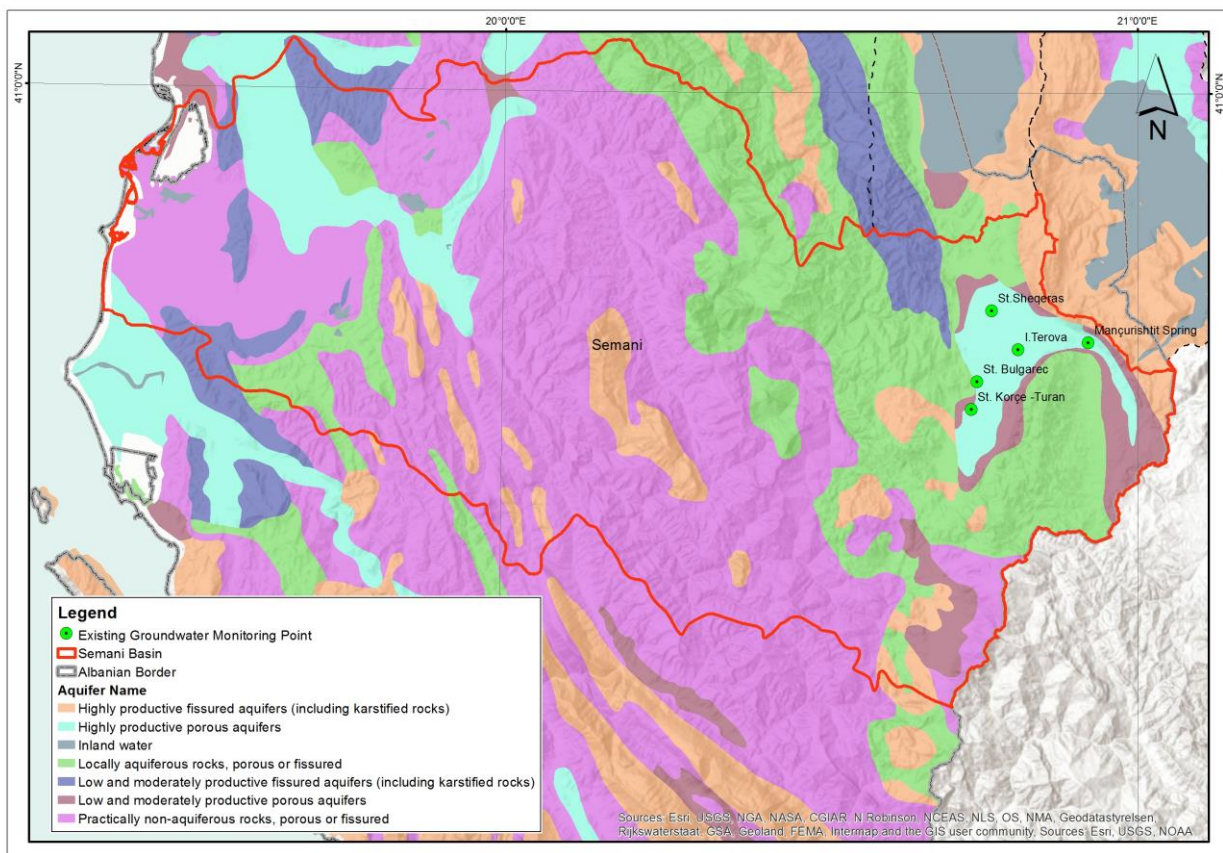 20°0'0"E
21°0'0"E
41°0'0"N
41°0'0"N
N
St.Sheqeras
Mançurishtit Spring
I.Terova
Semani
St. Bulgarec
St. Korçe -Turan
Legend
Existing Groundwater Monitoring Point
Semani Basin
Albanian Border
Aquifer Name
Highly productive fissured aquifers (including karstified rocks)
Highly productive porous aquifers
Inland water
Locally aquiferous rocks, porous or fissured
Low and moderately productive fissured aquifers (including karstified rocks)
Low and moderately productive porous aquifers
Practically non-aquiferous rocks, porous or fissured
Sources: Esri, USGS, NGA, NASA, CGIAR, N Robinson, NCEAS, NLS, OS, NMA, Geodatastyrelsen,
Rijkswaterstaat, GSA, Geoland, FEMA, Intermap and the GIS user community, Sources: Esri, USGS, NOAA